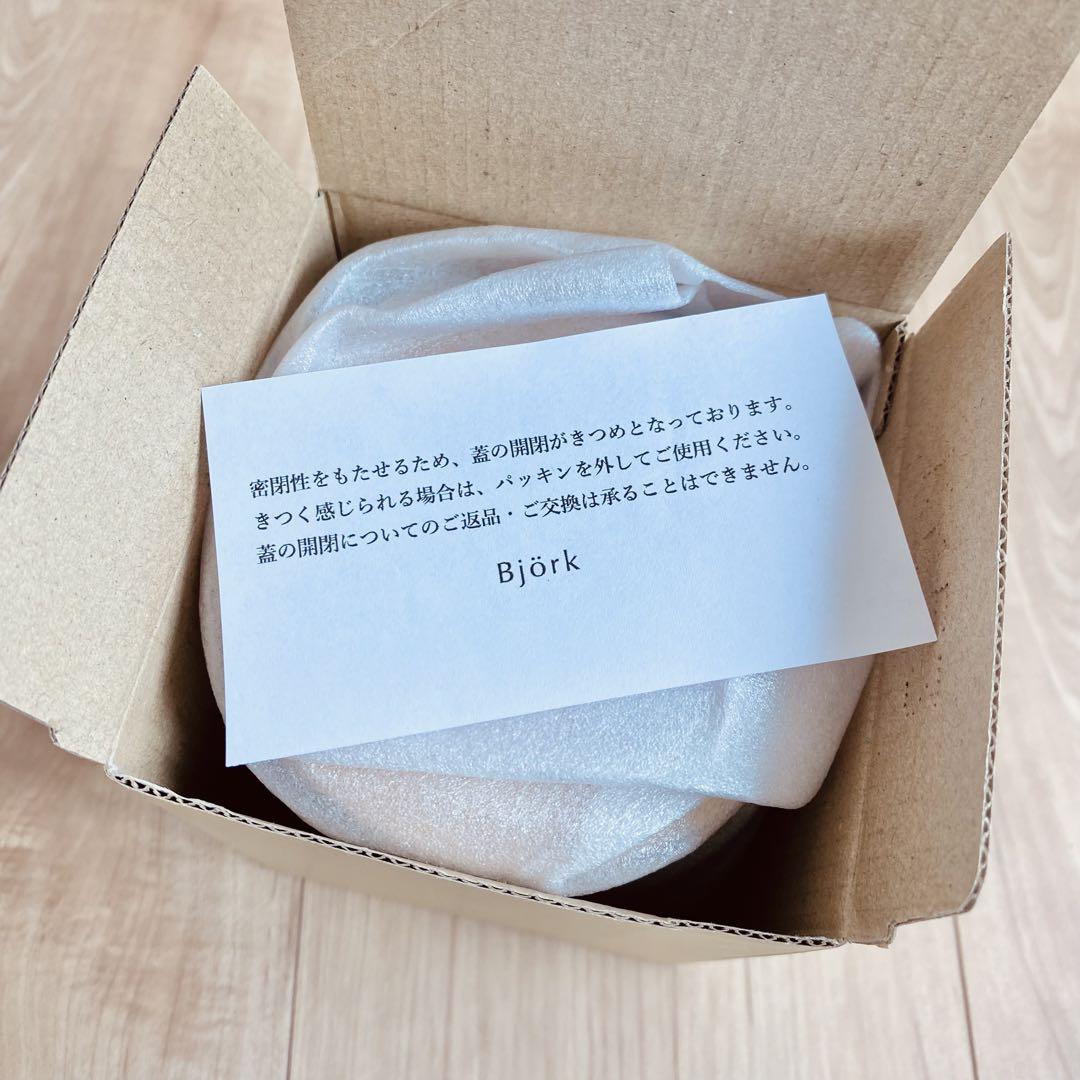 密閉性をもたせるため、蓋の開閉がきつめとなっております。
きつく感じられる場合は、パッキンを外してご使用ください。
蓋の開閉についてのご返品・ご交換は承ることはできません。
Björk